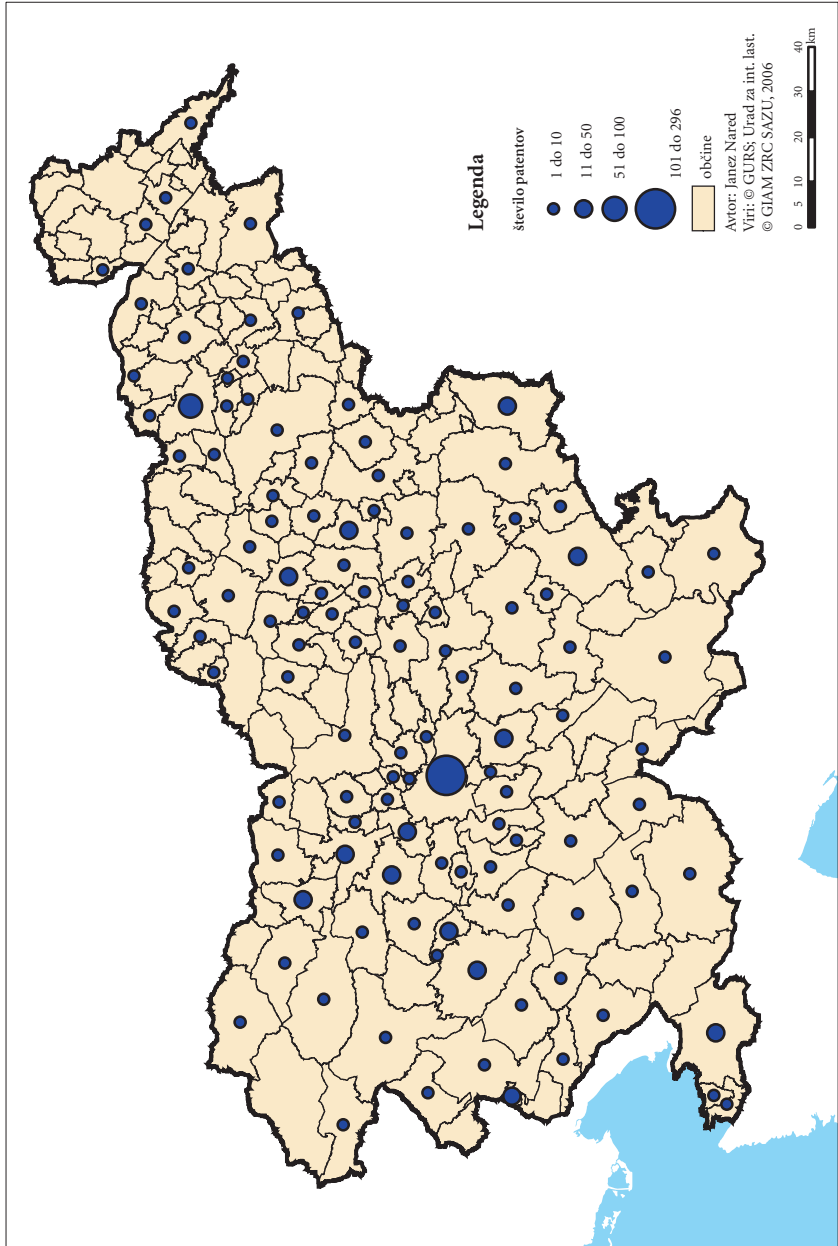 Legenda
število patentov
1 do 10
11 do 50
51 do 100
101 do 296
občine
Avtor: Janez Nared
Viri: © GURS; Urad za int. last.
© GIAM ZRC SAZU, 2006
0 5 10 20 30 40
km